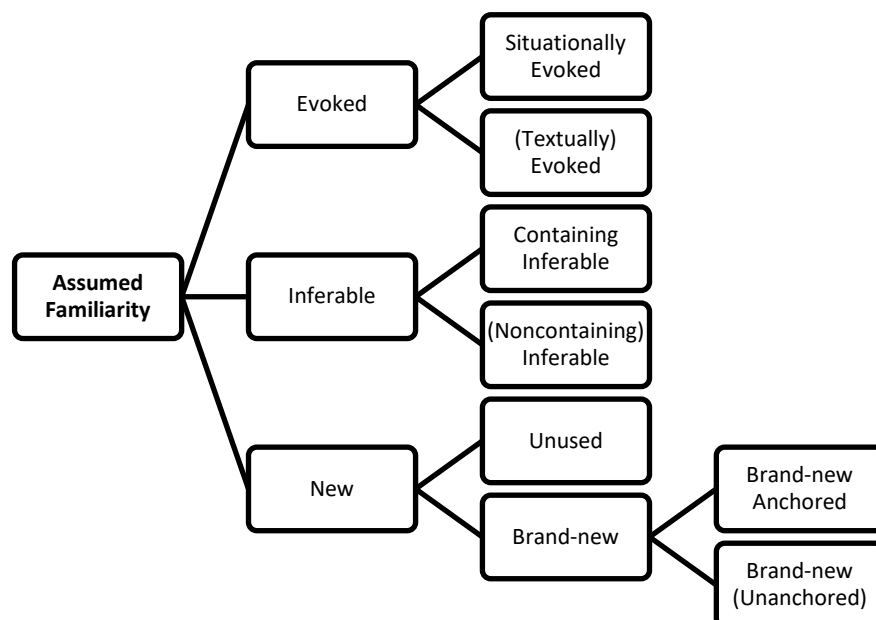 Situationally
Evoked
Evoked
(Textually)
Evoked
Containing
Inferable
Assumed
Familiarity
Inferable
(Noncontaining)
Inferable
Unused
New
Brand-new
Brand-new
Anchored
Brand-new
(Unanchored)